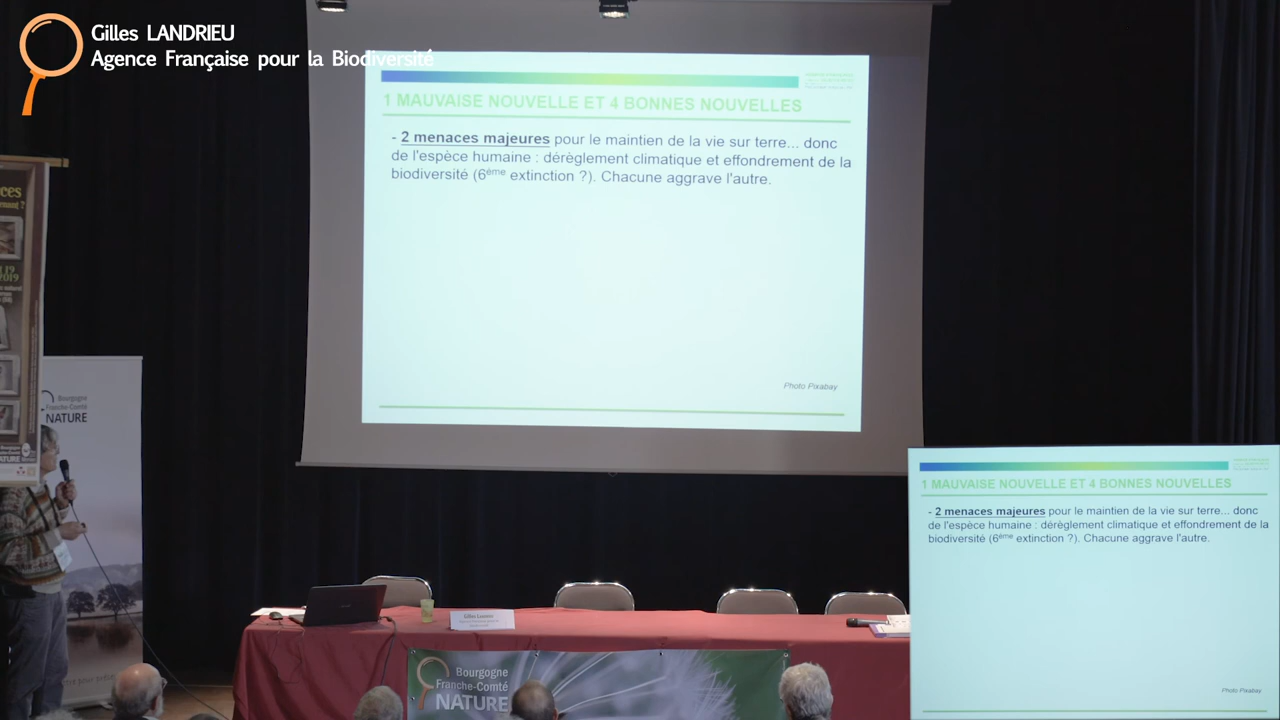 Gilles LANDRIEU
Agence Française pour la Biodiversité
1 MAUVAISE NOUVELLE ET 4 BONNES NOUVELLES
- 2 menaces majeures pour le maintien de la vie sur terre... donc
de l'espèce humaine : dérèglement climatique et effondrement de la
biodiversité (6ème extinction ?). Chacune aggrave l'autre.
Photo Pixabay
Bourgogne
Franche-Comté
NATURE
1 MAUVAISE NOUVELLE ET 4 BONNES NOUVELLES
- 2 menaces majeures pour le maintien de la vie sur terre... donc
de l'espèce humaine : dérèglement climatique et effondrement de la
biodiversité (6ème extinction ?). Chacune aggrave l'autre.
Photo Pixabay
Bourgogne
Franche-Comté
NATURE